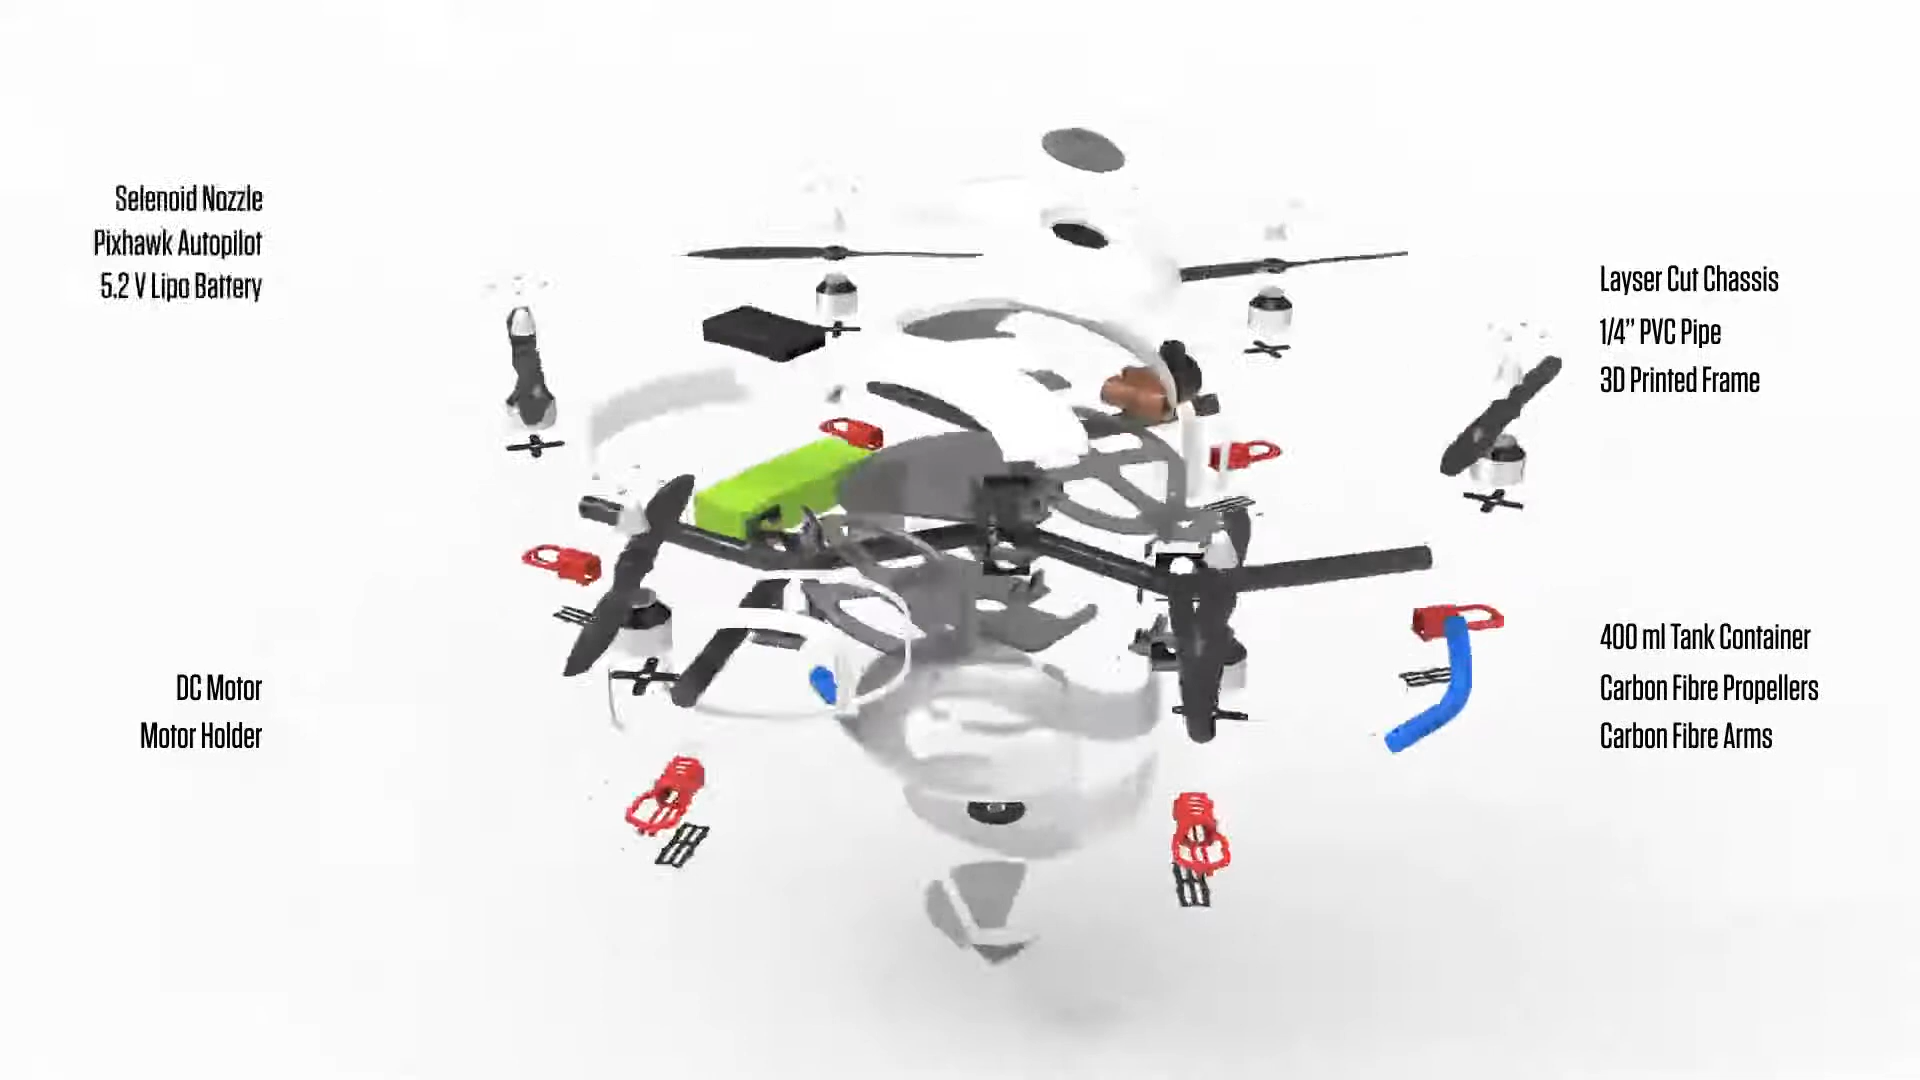 Selenoid Nozzle
Pixhawk Autopilot
5.2 V Lipo Battery
DC Motor
Motor Holder
Layser Cut Chassis
1/4” PVC Pipe
3D Printed Frame
400 ml Tank Container
Carbon Fibre Propellers
Carbon Fibre Arms